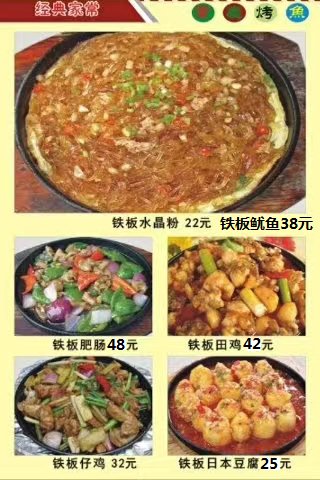 经典家常
烤 鱼
铁板水晶粉 22元 铁板鱿鱼38元
铁板肥肠48元
铁板田鸡42元
铁板仔鸡 32元
铁板日本豆腐25元